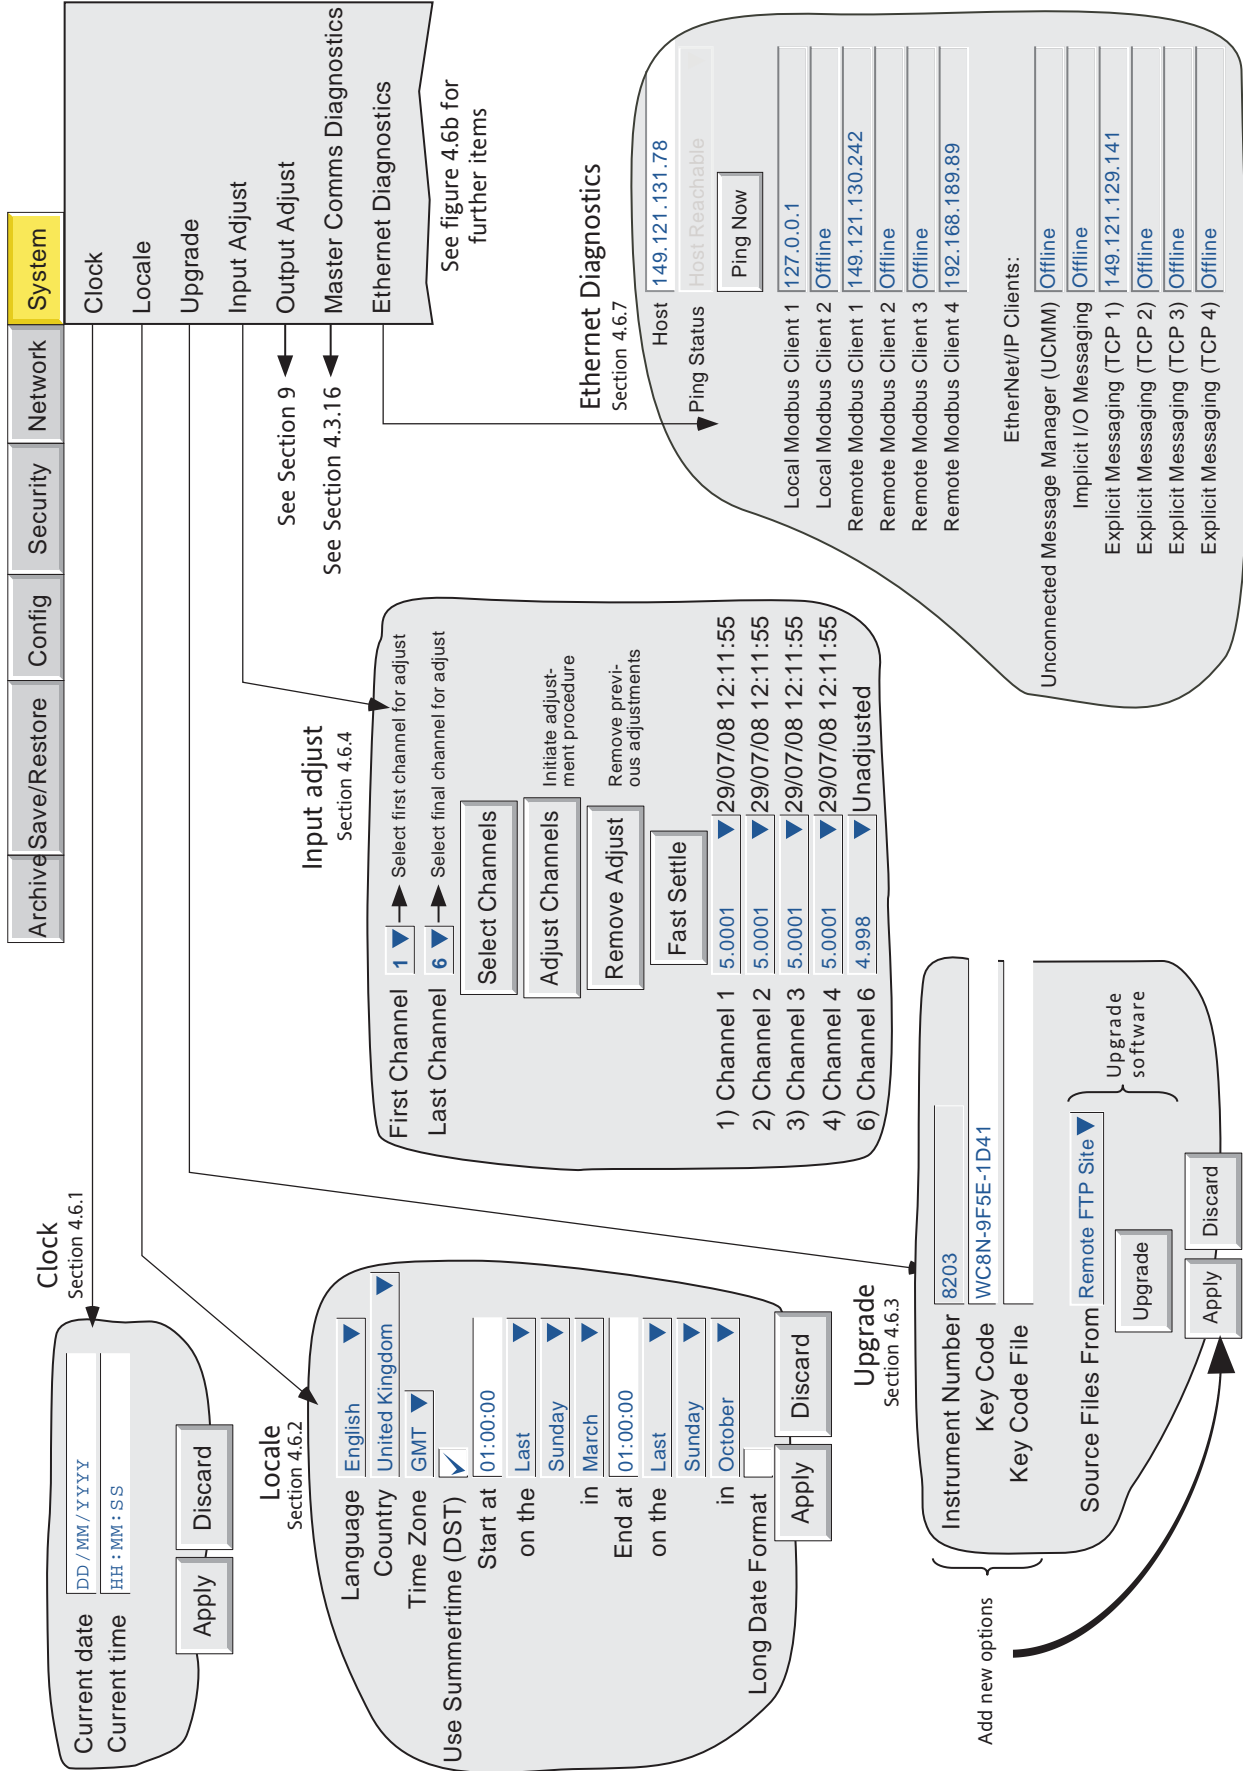 Archive
Save/Restore
Config
Security
Network
System
Clock
Locale
Upgrade
Input Adjust
Output Adjust
Master Comms Diagnostics
Ethernet Diagnostics
See figure 4.6b for
further items
See Section 9
See Section 4.3.16
Clock
Section 4.6.1
Current date DD/MM/YYYY
Current time HH:MM:SS
Apply Discard
Locale
Section 4.6.2
Language English
Country United Kingdom
Time Zone GMT
Use Summertime (DST)
Start at 01:00:00
on the Last
Sunday
in March
End at 01:00:00
on the Last
Sunday
in October
Long Date Format
Apply Discard
Input adjust
Section 4.6.4
First Channel 1 Select first channel for adjust
Last Channel 6 Select final channel for adjust
Select Channels
Adjust Channels
Initiate adjust-
ment procedure
Remove Adjust
Remove previ-
ous adjustments
Fast Settle
1) Channel 1 5.0001 29/07/08 12:11:55
2) Channel 2 5.0001 29/07/08 12:11:55
3) Channel 3 5.0001 29/07/08 12:11:55
4) Channel 4 5.0001 29/07/08 12:11:55
6) Channel 6 4.998 Unadjusted
Upgrade
Section 4.6.3
Instrument Number 8203
Key Code WC8N-9F5E-1D41
Key Code File
Source Files From Remote FTP Site
Upgrade
Apply Discard
Add new options
Upgrade
software
Ethernet Diagnostics
Section 4.6.7
Host 149.121.131.78
Ping Status Host Reachable
Ping Now
Local Modbus Client 1 127.0.0.1
Local Modbus Client 2 Offline
Remote Modbus Client 1 149.121.130.242
Remote Modbus Client 2 Offline
Remote Modbus Client 3 Offline
Remote Modbus Client 4 192.168.189.89
EtherNet/IP Clients:
Unconnected Message Manager (UCMM) Offline
Implicit I/O Messaging Offline
Explicit Messaging (TCP 1) 149.121.129.141
Explicit Messaging (TCP 2) Offline
Explicit Messaging (TCP 3) Offline
Explicit Messaging (TCP 4) Offline